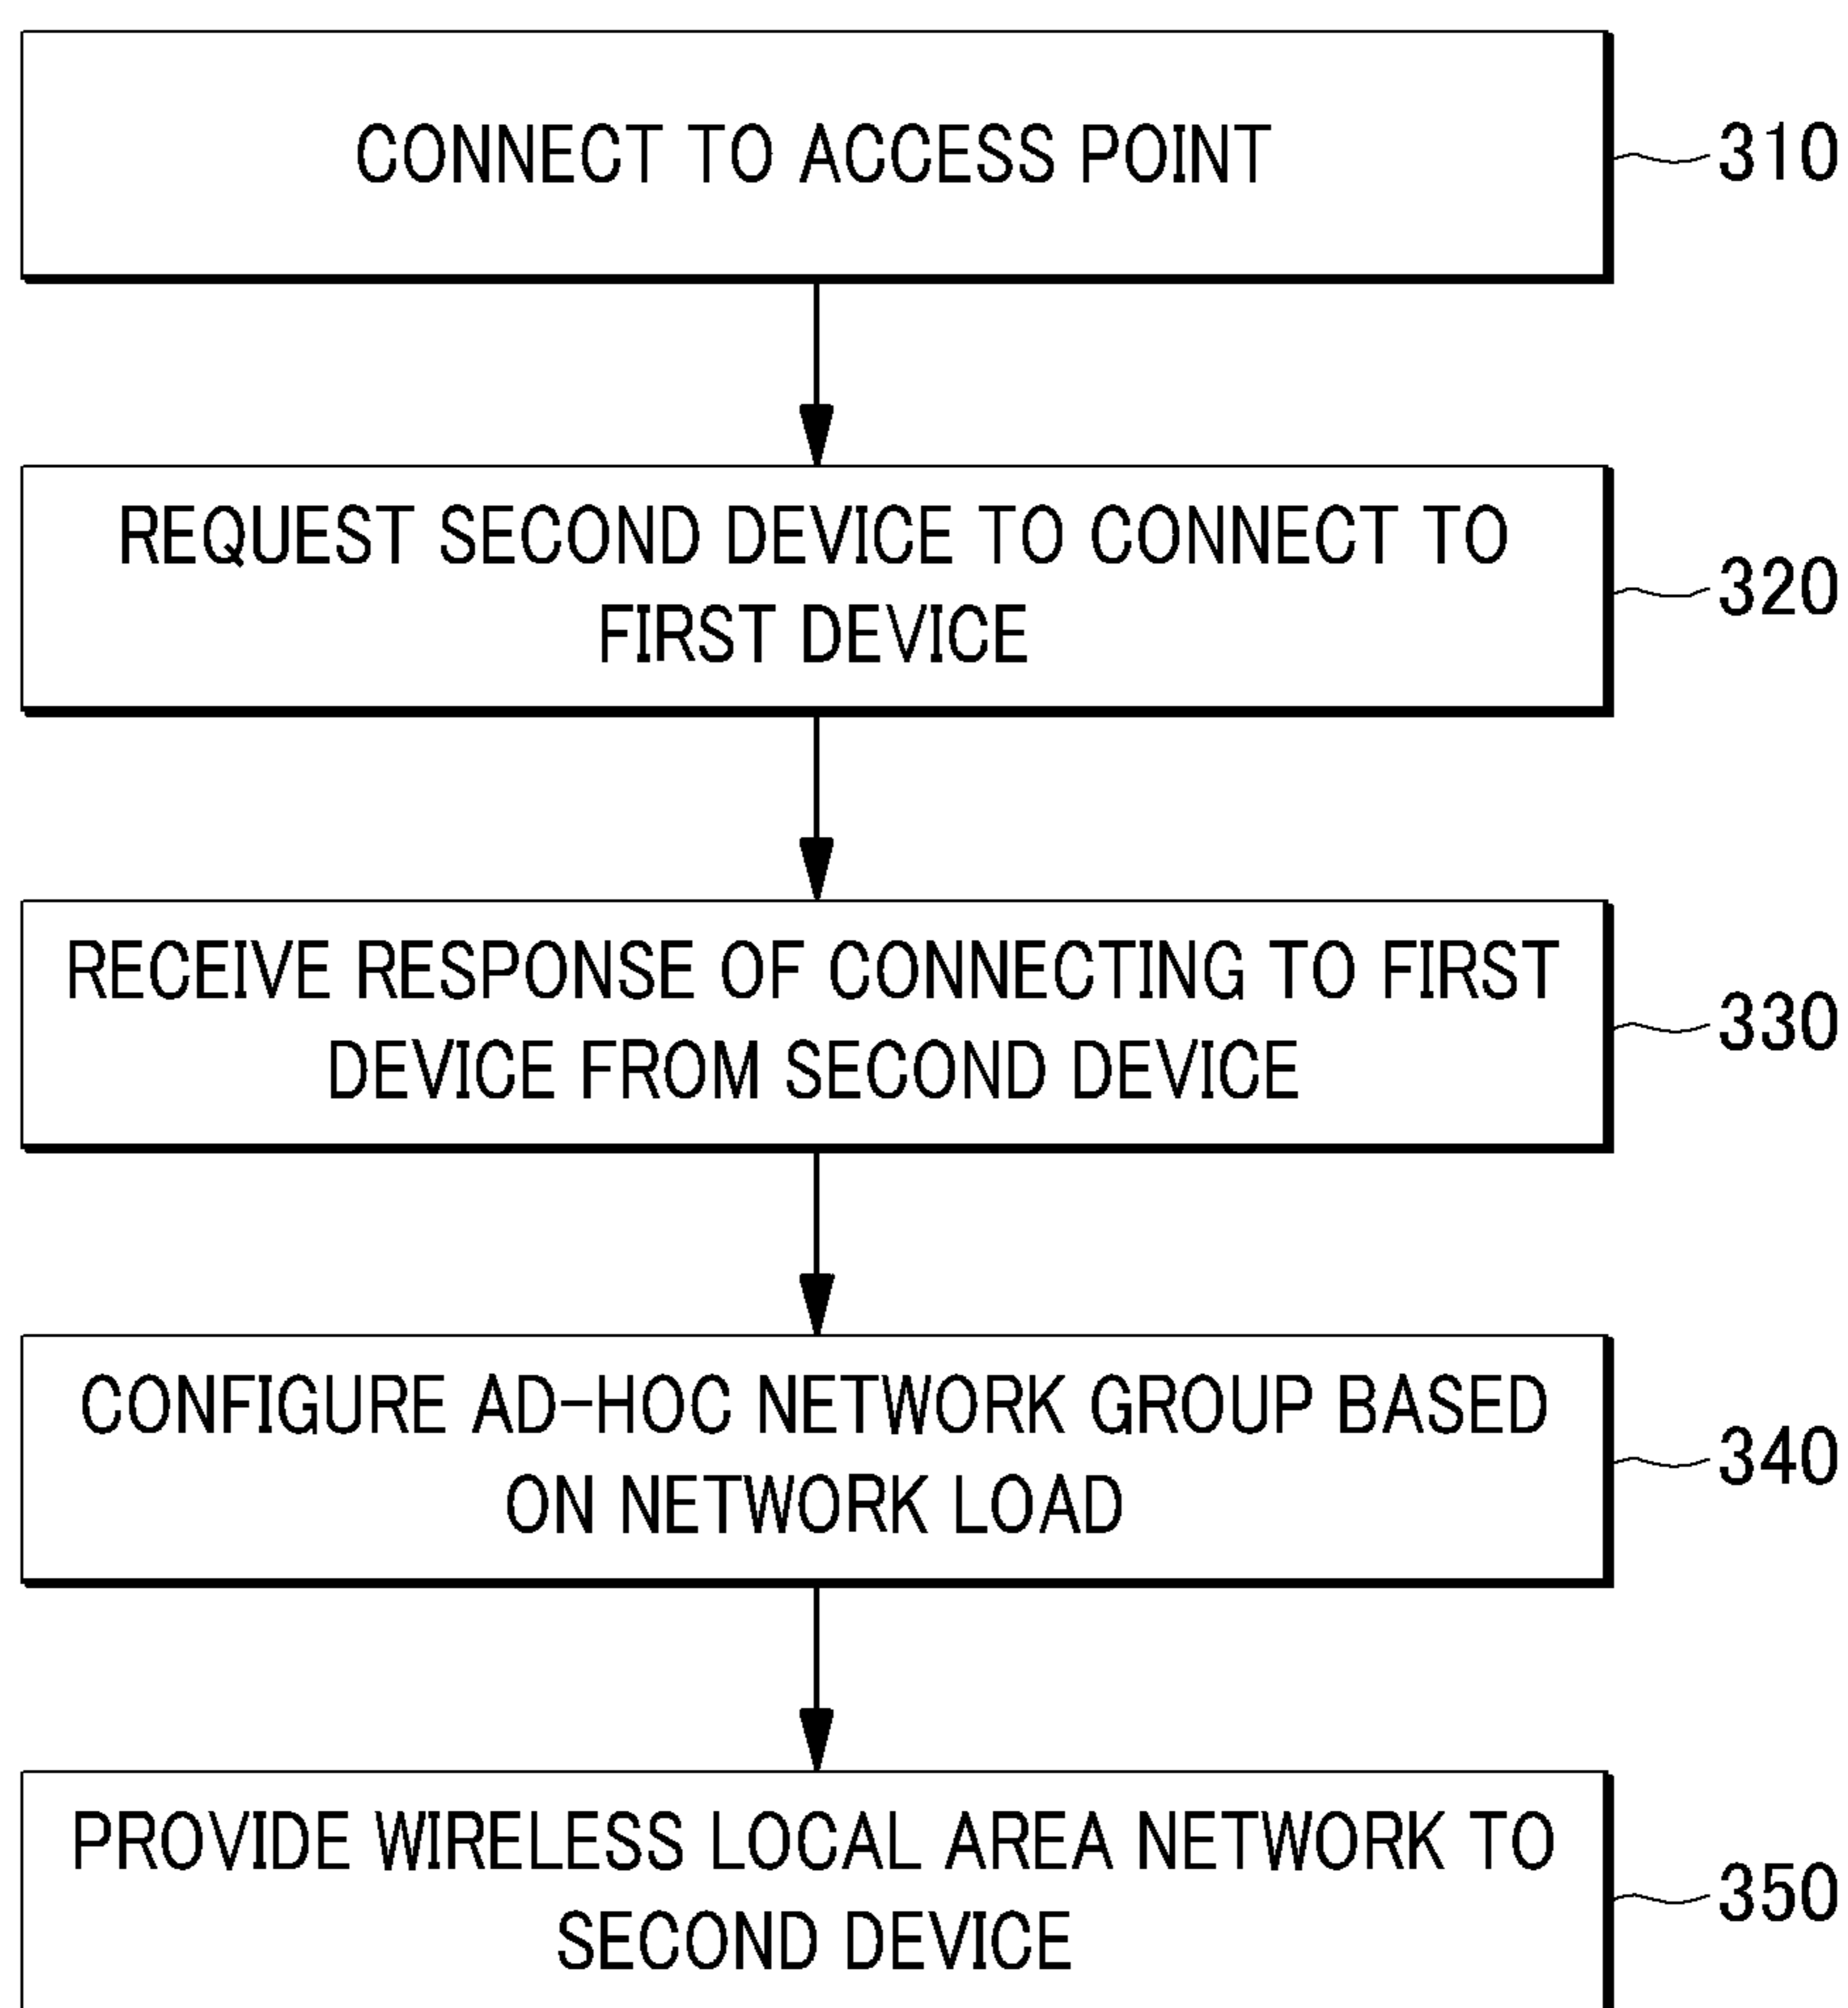 CONNECT TO ACCESS POINT
310
REQUEST SECOND DEVICE TO CONNECT TO
FIRST DEVICE
320
RECEIVE RESPONSE OF CONNECTING TO FIRST
DEVICE FROM SECOND DEVICE
330
CONFIGURE AD-HOC NETWORK GROUP BASED
ON NETWORK LOAD
340
PROVIDE WIRELESS LOCAL AREA NETWORK TO
SECOND DEVICE
350